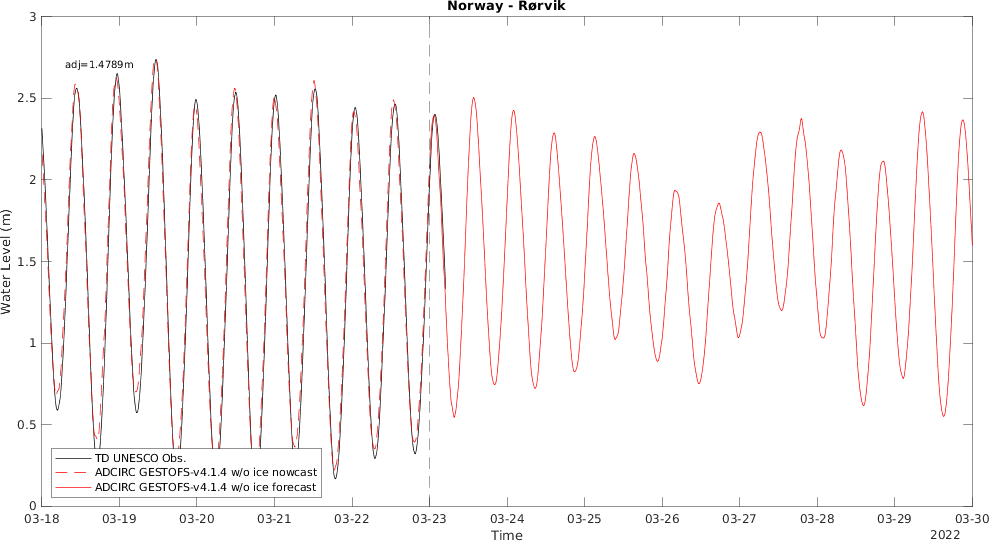 Norway - Rørvik
adj=1.4789m
3
2.5
2
1.5
1
0.5
0
Water Level (m)
TD UNESCO Obs.
ADCIRC GESTOFS-v4.1.4 w/o ice nowcast
ADCIRC GESTOFS-v4.1.4 w/o ice forecast
03-18 03-19 03-20 03-21 03-22 03-23 03-24 03-25 03-26 03-27 03-28 03-29 03-30
Time
2022